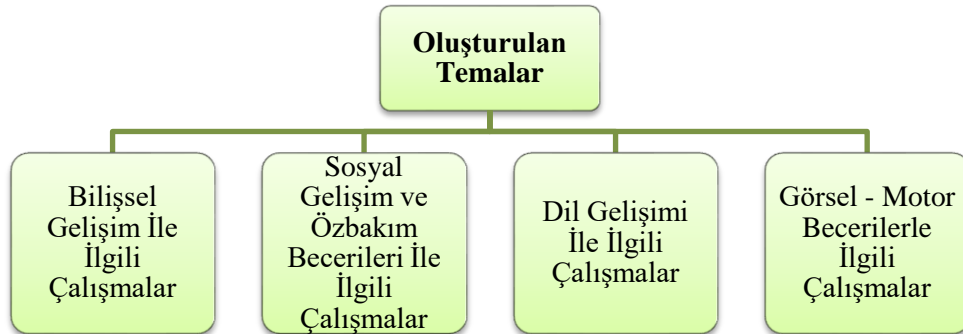 Oluşturulan
Temalar
Bilişsel
Gelişim İle
İlgili
Çalışmalar
Sosyal
Gelişim ve
Özbakım
Becerileri İle
İlgili
Çalışmalar
Dil Gelişimi
İle İlgili
Çalışmalar
Görsel - Motor
Becerilerle
İlgili
Çalışmalar